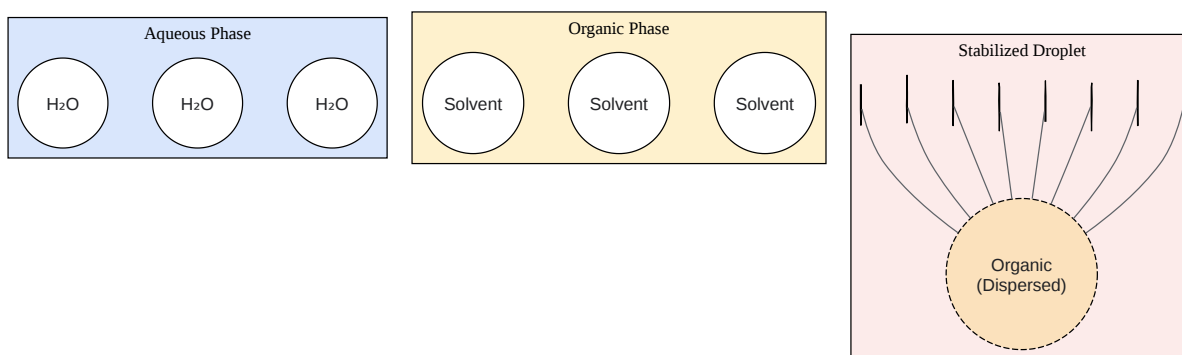 Aqueous Phase
H₂O
H₂O
H₂O
Organic Phase
Solvent
Solvent
Solvent
Stabilized Droplet
Organic
(Dispersed)